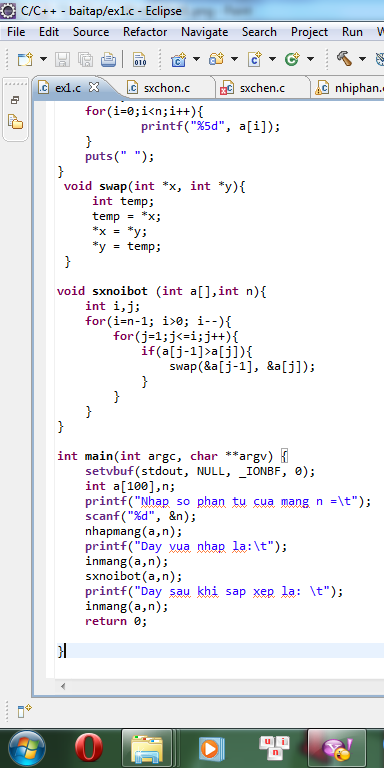 C/C++ - baitap/ex1.c - Eclipse
File Edit Source Refactor Navigate Search Project Run
ex1.c sxchon.c sxchen.c nhiphan.
for(i=0;i<n;i++){
printf("%5d", a[i]);
}
puts(" ");
}
void swap(int *x, int *y){
int temp;
temp = *x;
*x = *y;
*y = temp;
}
void sxnoibot (int a[],int n){
int i,j;
for(i=n-1; i>0; i--){
for(j=1;j<=i;j++){
if(a[j-1]>a[j]){
swap(&a[j-1], &a[j]);
}
}
}
}
int main(int argc, char **argv) {
setvbuf(stdout, NULL, _IONBF, 0);
int a[100],n;
printf("Nhap so phan tu cua mang n =\t");
scanf("%d", &n);
nhapmang(a,n);
printf("Day vua nhap la:\t");
inmang(a,n);
sxnoibot(a,n);
printf("Day sau khi sap xep la: \t");
inmang(a,n);
return 0;
}